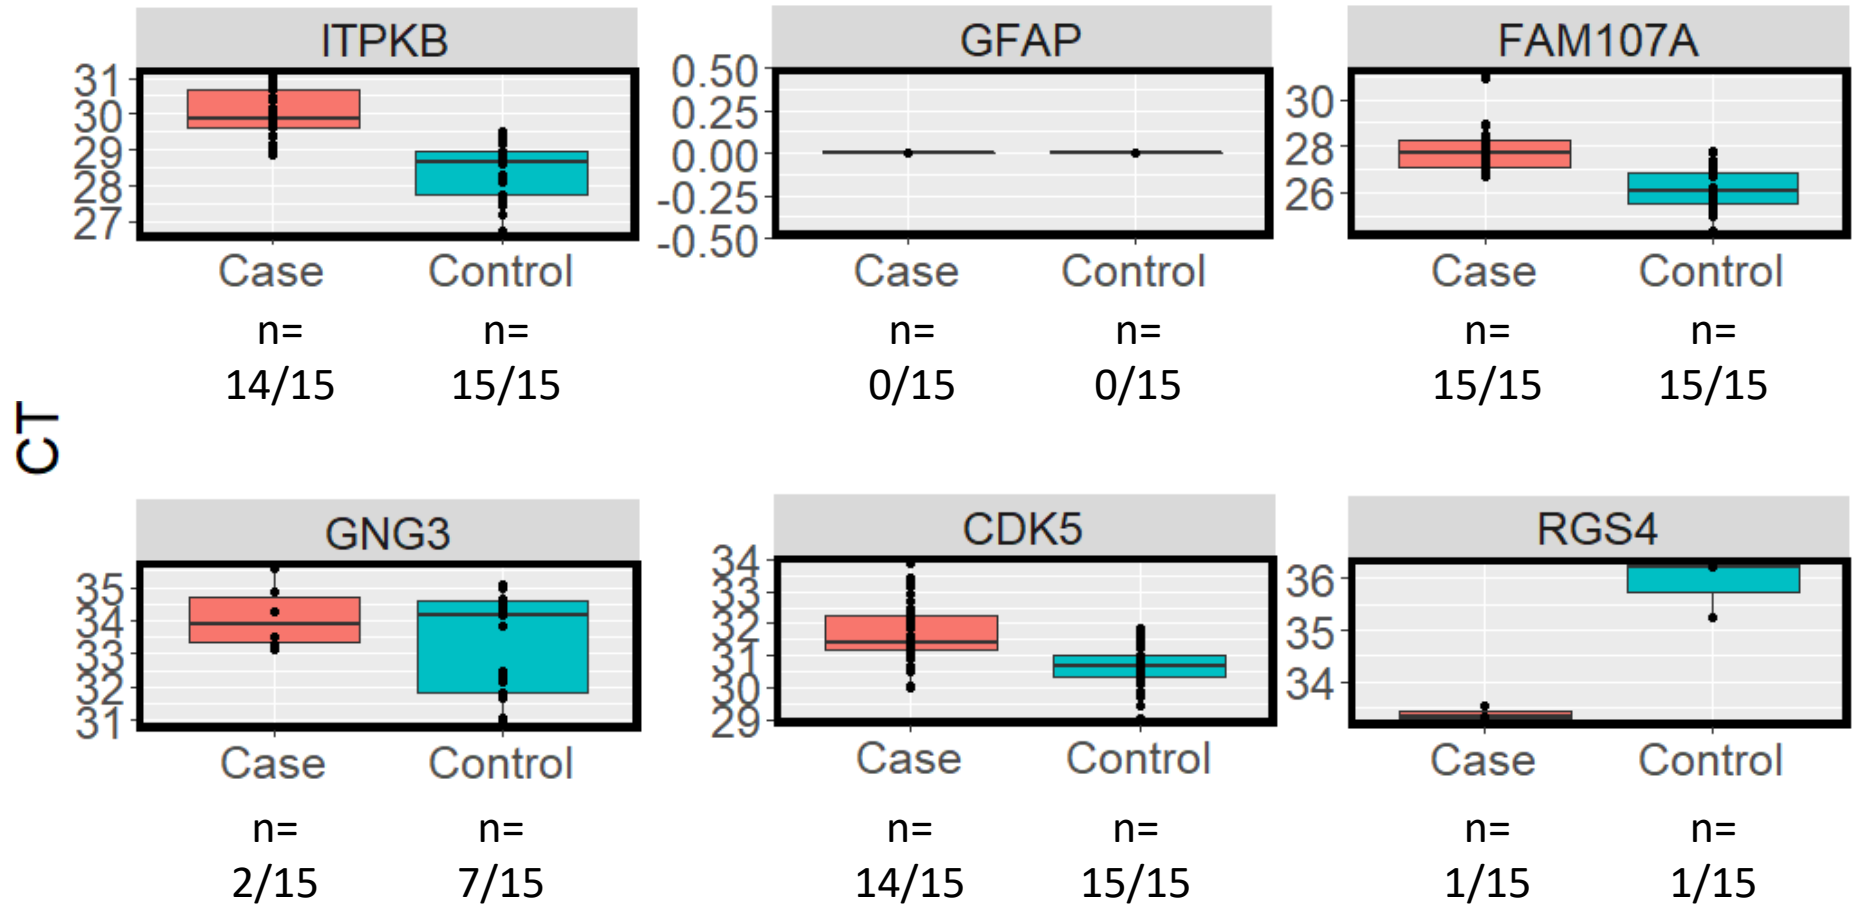 ITPKB
GFAP
FAM107A
31
30
29
28
27
0.50
0.25
0.00
-0.25
-0.50
30
28
26
Case
Control
Case
Control
Case
Control
n=
n=
n=
n=
n=
n=
14/15
15/15
0/15
0/15
15/15
15/15
CT
GNG3
CDK5
RGS4
35
34
33
32
31
34
33
32
31
30
29
36
35
34
Case
Control
Case
Control
Case
Control
n=
n=
n=
n=
n=
n=
2/15
7/15
14/15
15/15
1/15
1/15